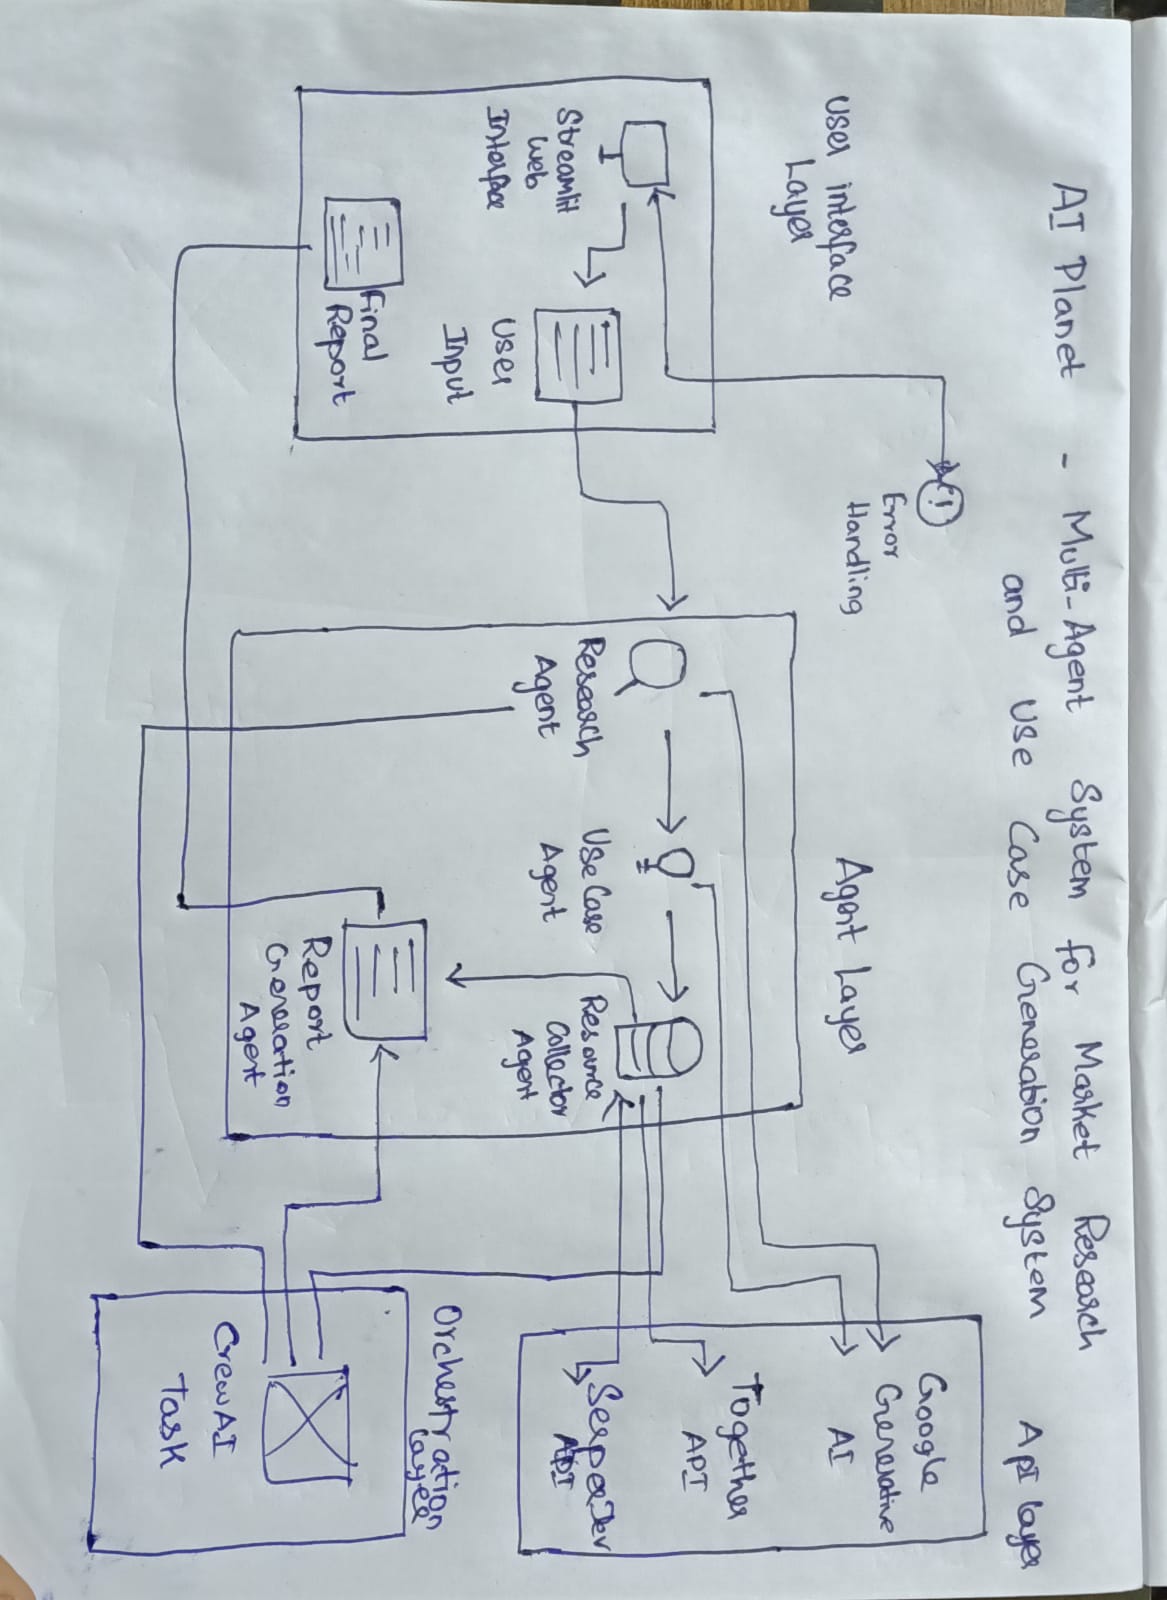 AI Planet - Multi-Agent System for Market Research
and Use Case Generation System
Api layer
!
Error
Handling
User interface
Layer
Agent Layer
Google
Generative
AI
Together
API
SerperDev
API
Streamlit
Web
Interface
User
Input
Research
Agent
Use Case
Agent
Resource
Collector
Agent
Final
Report
Report
Generation
Agent
Orchestration
Layer
CrewAI
Task